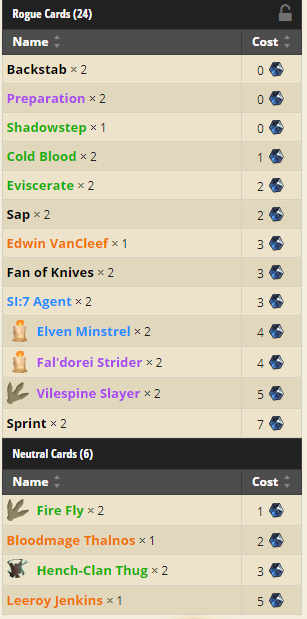 Rogue Cards (24)
Name Cost
Backstab × 2 0
Preparation × 2 0
Shadowstep × 1 0
Cold Blood × 2 1
Eviscerate × 2 2
Sap × 2 2
Edwin VanCleef × 1 3
Fan of Knives × 2 3
SI:7 Agent × 2 3
Elven Minstrel × 2 4
Fal'dorei Strider × 2 4
Vilespine Slayer × 2 5
Sprint × 2 7
Neutral Cards (6)
Name Cost
Fire Fly × 2 1
Bloodmage Thalnos × 1 2
Hench-Clan Thug × 2 3
Leeroy Jenkins × 1 5